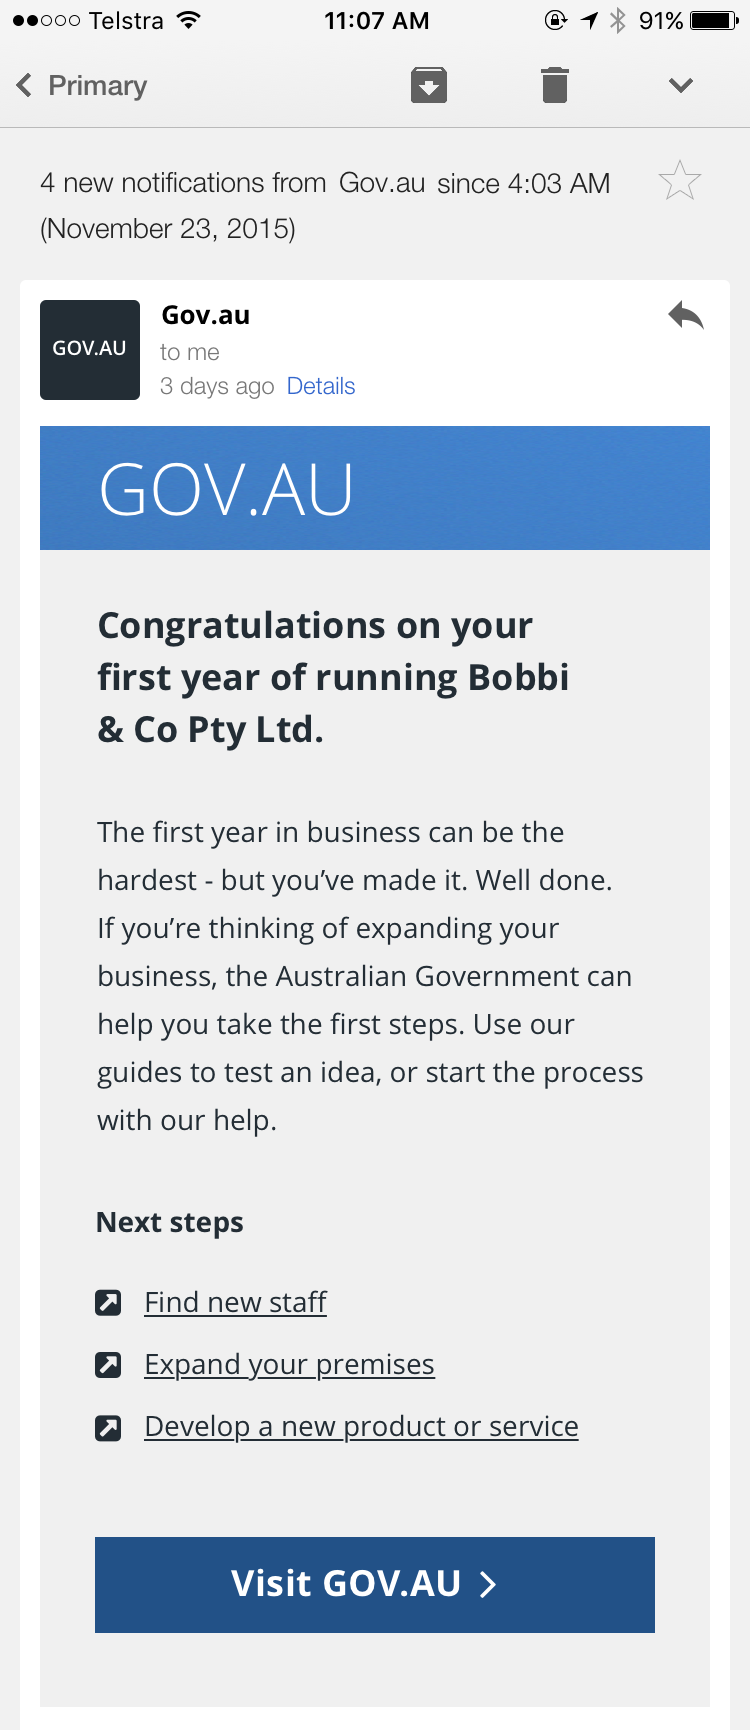 Telstra 11:07 AM 91%
Primary
4 new notifications from Gov.au since 4:03 AM
(November 23, 2015)
GOV.AU
Gov.au
to me
3 days ago Details
GOV.AU
Congratulations on your
first year of running Bobbi
& Co Pty Ltd.
The first year in business can be the
hardest - but you’ve made it. Well done.
If you’re thinking of expanding your
business, the Australian Government can
help you take the first steps. Use our
guides to test an idea, or start the process
with our help.
Next steps
Find new staff
Expand your premises
Develop a new product or service
Visit GOV.AU